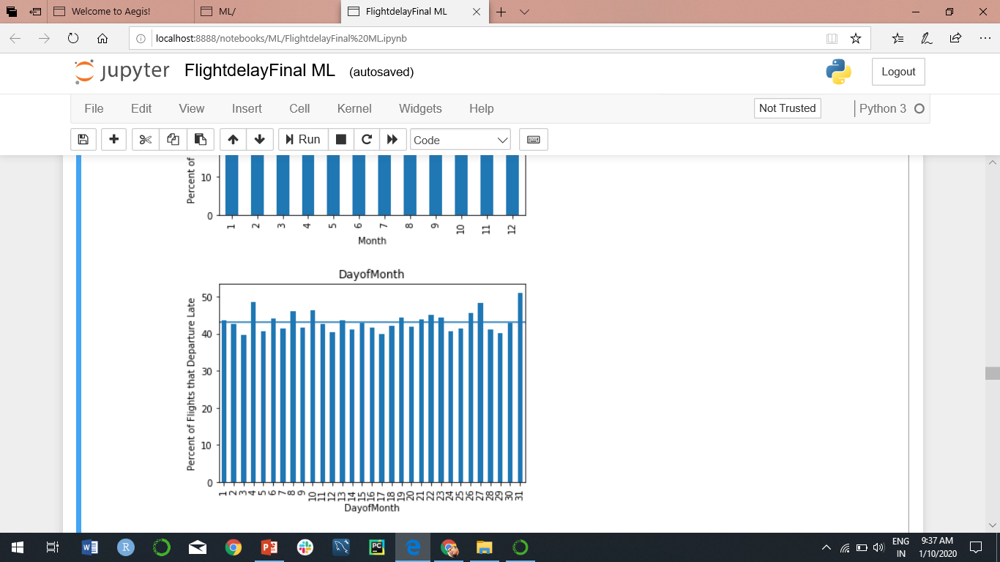 Welcome to Aegis!
ML/
FlightdelayFinal ML
localhost:8888/notebooks/ML/FlightdelayFinal%20ML.ipynb
jupyter FlightdelayFinal ML (autosaved)
Logout
File Edit View Insert Cell Kernel Widgets Help
Not Trusted
Python 3
Run
Code
Percent of
10
0
1 2 3 4 5 6 7 8 9 10 11 12
Month
DayofMonth
Percent of Flights that Departure Late
50
40
30
20
10
0
1 2 3 4 5 6 7 8 9 10 11 12 13 14 15 16 17 18 19 20 21 22 23 24 25 26 27 28 29 30 31
DayofMonth
W
R
P
PC
ENG
IN
9:37 AM
1/10/2020